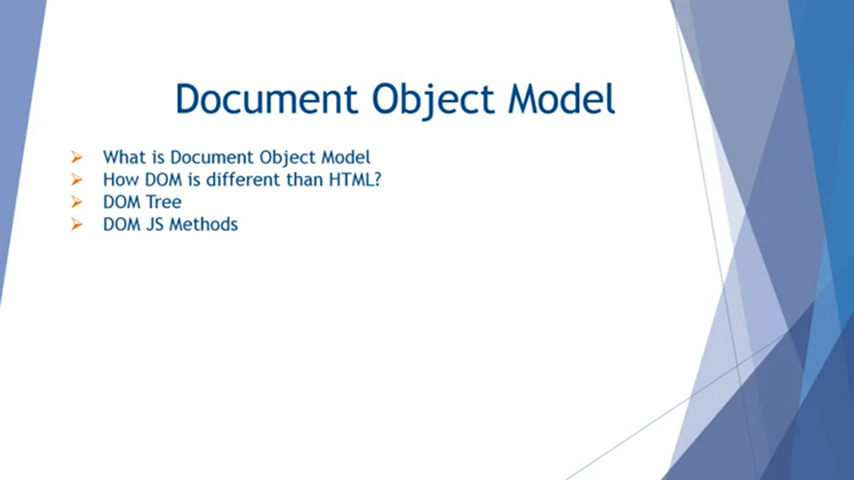 Document Object Model
What is Document Object Model
How DOM is different than HTML?
DOM Tree
DOM JS Methods